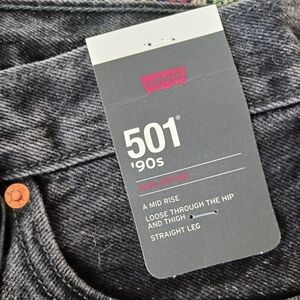 Levi's
501®
'90s
A MID RISE
LOOSE THROUGH THE HIP
AND THIGH
STRAIGHT LEG